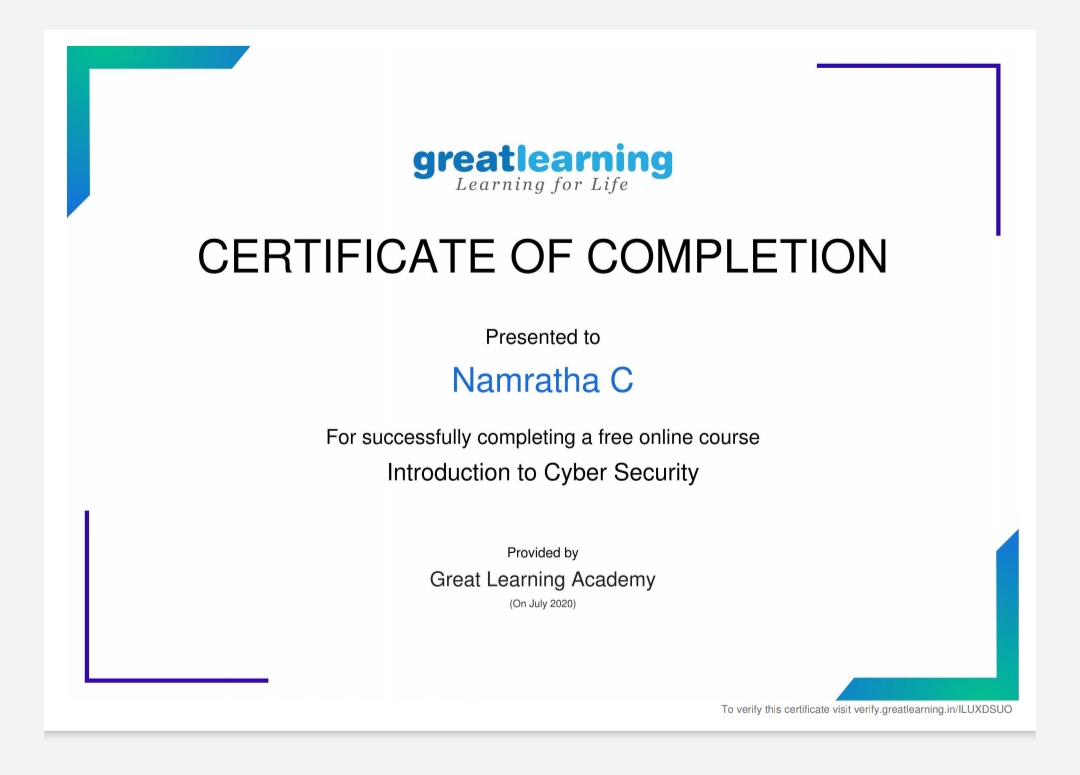 greatlearning
Learning for Life
CERTIFICATE OF COMPLETION
Presented to
Namratha C
For successfully completing a free online course
Introduction to Cyber Security
Provided by
Great Learning Academy
(On July 2020)
To verify this certificate visit verify.greatlearning.in/ILUXDSUO